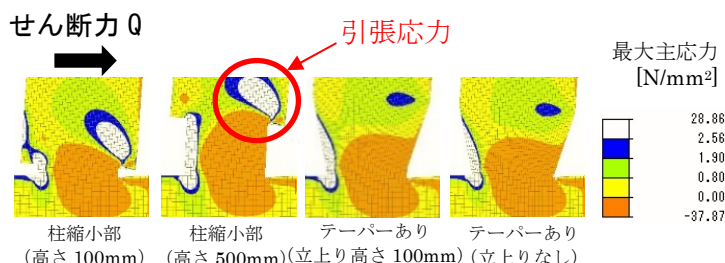 せん断力 Q
引張応力
最大主応力
[N/mm²]
28.86
2.56
1.90
0.80
0.00
-37.87
柱縮小部
(高さ 100mm)
柱縮小部
(高さ 500mm)
テーパーあり
(立上り高さ 100mm)
テーパーあり
(立上りなし)